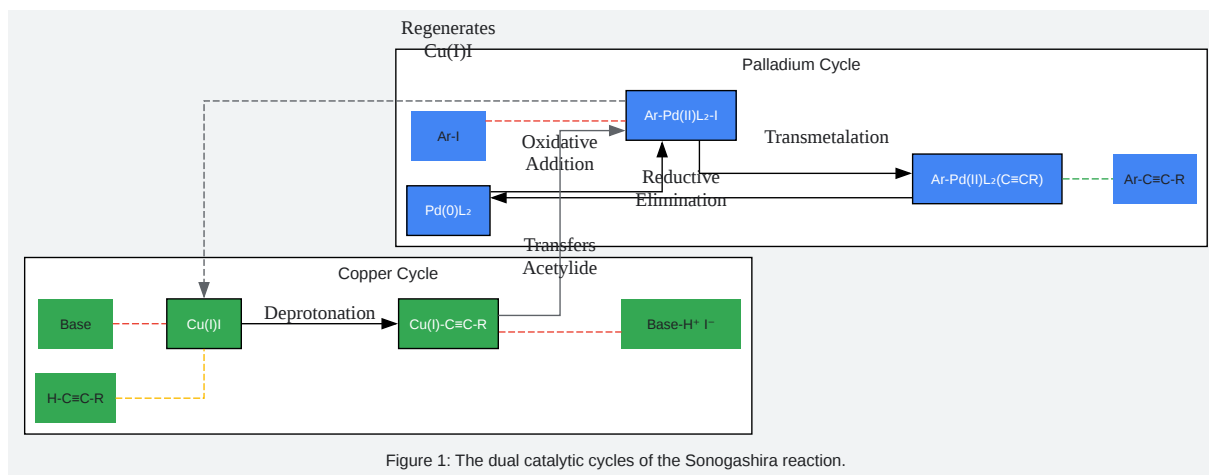 Regenerates
Cu(I)I
Palladium Cycle
Ar-I
Ar-Pd(II)L₂-I
Oxidative
Addition
Transmetalation
Pd(0)L₂
Reductive
Elimination
Ar-Pd(II)L₂(C≡CR)
Ar-C≡C-R
Transfers
Acetylide
Copper Cycle
Base
Cu(I)I
Deprotonation
Cu(I)-C≡C-R
Base-H⁺ I⁻
H-C≡C-R
Figure 1: The dual catalytic cycles of the Sonogashira reaction.